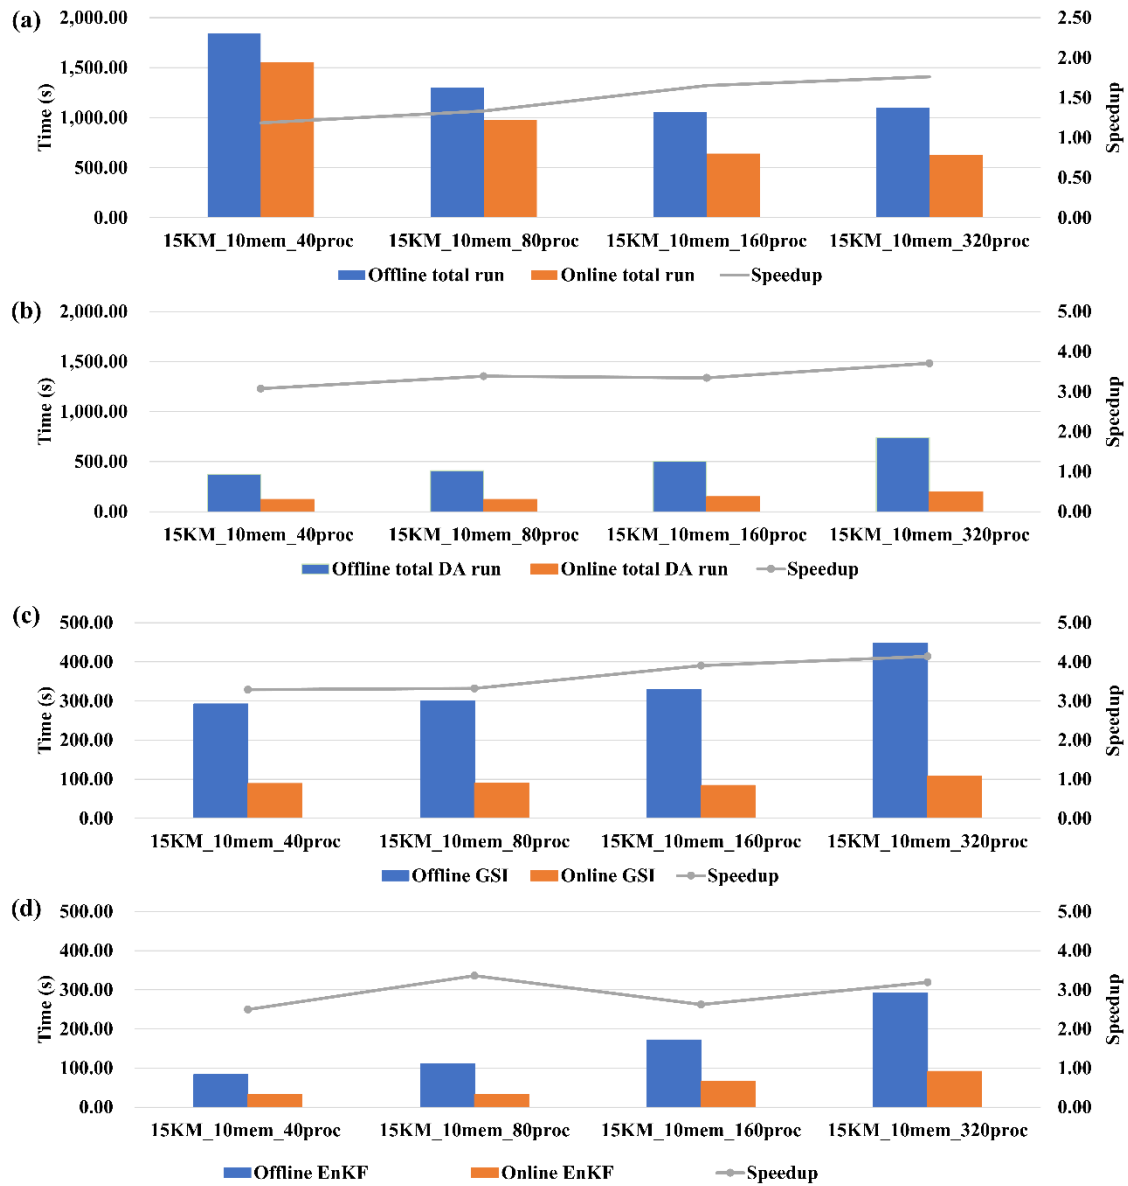 (a)
2,000.00 2.50
2.00
1,500.00
1.50
1,000.00
1.00
500.00
0.50
0.00 0.00
Time (s)
Speedup
15KM_10mem_40proc 15KM_10mem_80proc 15KM_10mem_160proc 15KM_10mem_320proc
Offline total run Online total run Speedup
(b)
2,000.00 5.00
4.00
1,500.00
3.00
1,000.00
2.00
500.00
1.00
0.00 0.00
Time (s)
Speedup
15KM_10mem_40proc 15KM_10mem_80proc 15KM_10mem_160proc 15KM_10mem_320proc
Offline total DA run Online total DA run Speedup
(c)
500.00 5.00
400.00 4.00
300.00 3.00
200.00 2.00
100.00 1.00
0.00 0.00
Time (s)
Speedup
15KM_10mem_40proc 15KM_10mem_80proc 15KM_10mem_160proc 15KM_10mem_320proc
Offline GSI Online GSI Speedup
(d)
500.00 5.00
400.00 4.00
300.00 3.00
200.00 2.00
100.00 1.00
0.00 0.00
Time (s)
Speedup
15KM_10mem_40proc 15KM_10mem_80proc 15KM_10mem_160proc 15KM_10mem_320proc
Offline EnKF Online EnKF Speedup